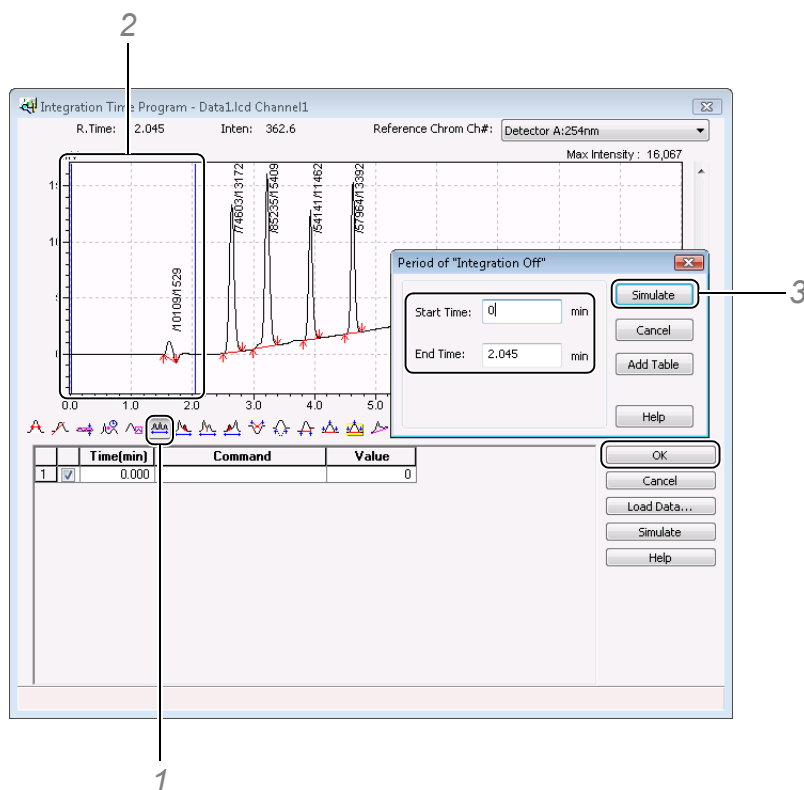 2
Integration Time Program - Data1.lcd Channel1
R.Time: 2.045 Inten: 362.6 Reference Chrom Ch#: Detector A:254nm
Max Intensity : 16,067
/10109/1529
/74603/13172
/85235/15409
/54141/11462
/57964/13392
0.0 1.0 2.0 3.0 4.0 5.0
Period of "Integration Off"
Start Time: 0 min
End Time: 2.045 min
Simulate
Cancel
Add Table
Help
3
Time(min) Command Value
1 0.000 0
OK
Cancel
Load Data...
Simulate
Help
1